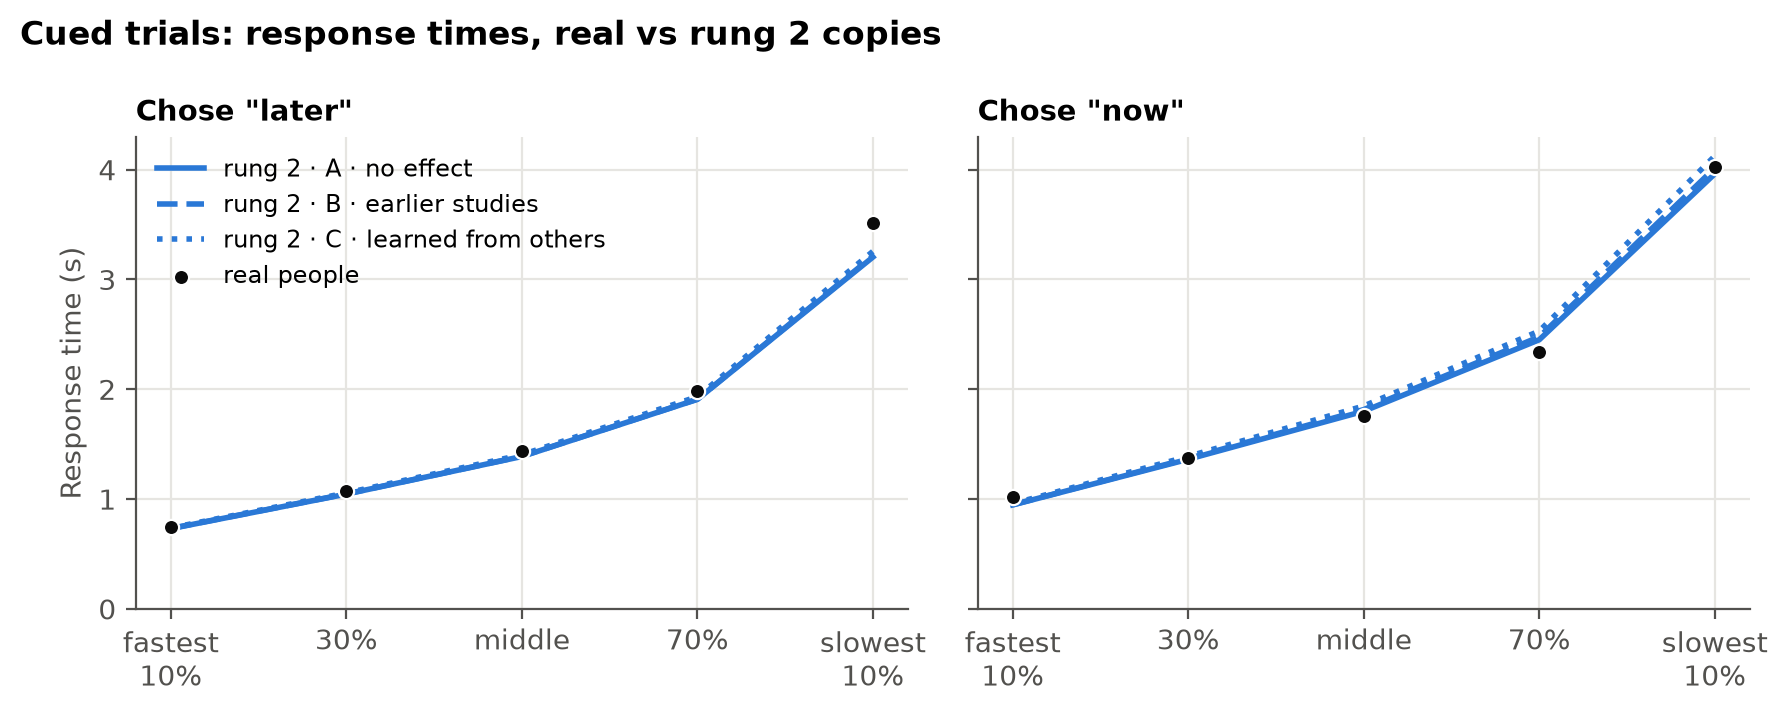 Cued trials: response times, real vs rung 2 copies
Chose "later"
rung 2 · A · no effect
rung 2 · B · earlier studies
rung 2 · C · learned from others
real people
Response time (s)
4
3
2
1
0
fastest
10%
30%
middle
70%
slowest
10%
Chose "now"
fastest
10%
30%
middle
70%
slowest
10%